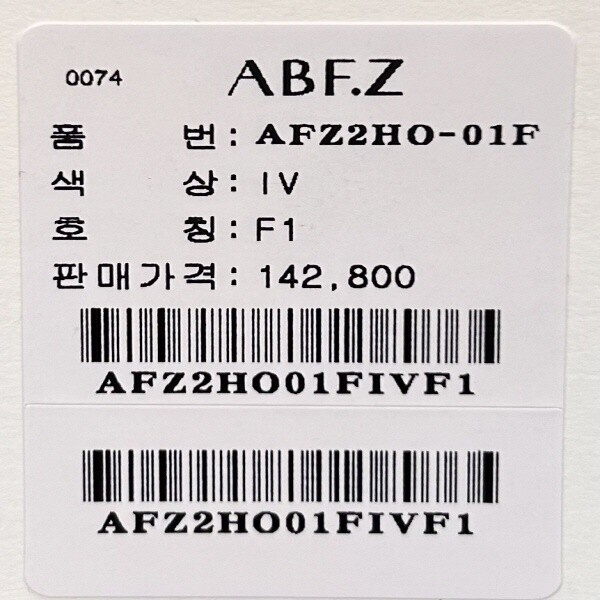 0074 ABF.Z
품 번: AFZ2HO-01F
색 상: IV
호 칭: F1
판매가격: 142,800
AFZ2HO01FIVF1
AFZ2HO01FIVF1